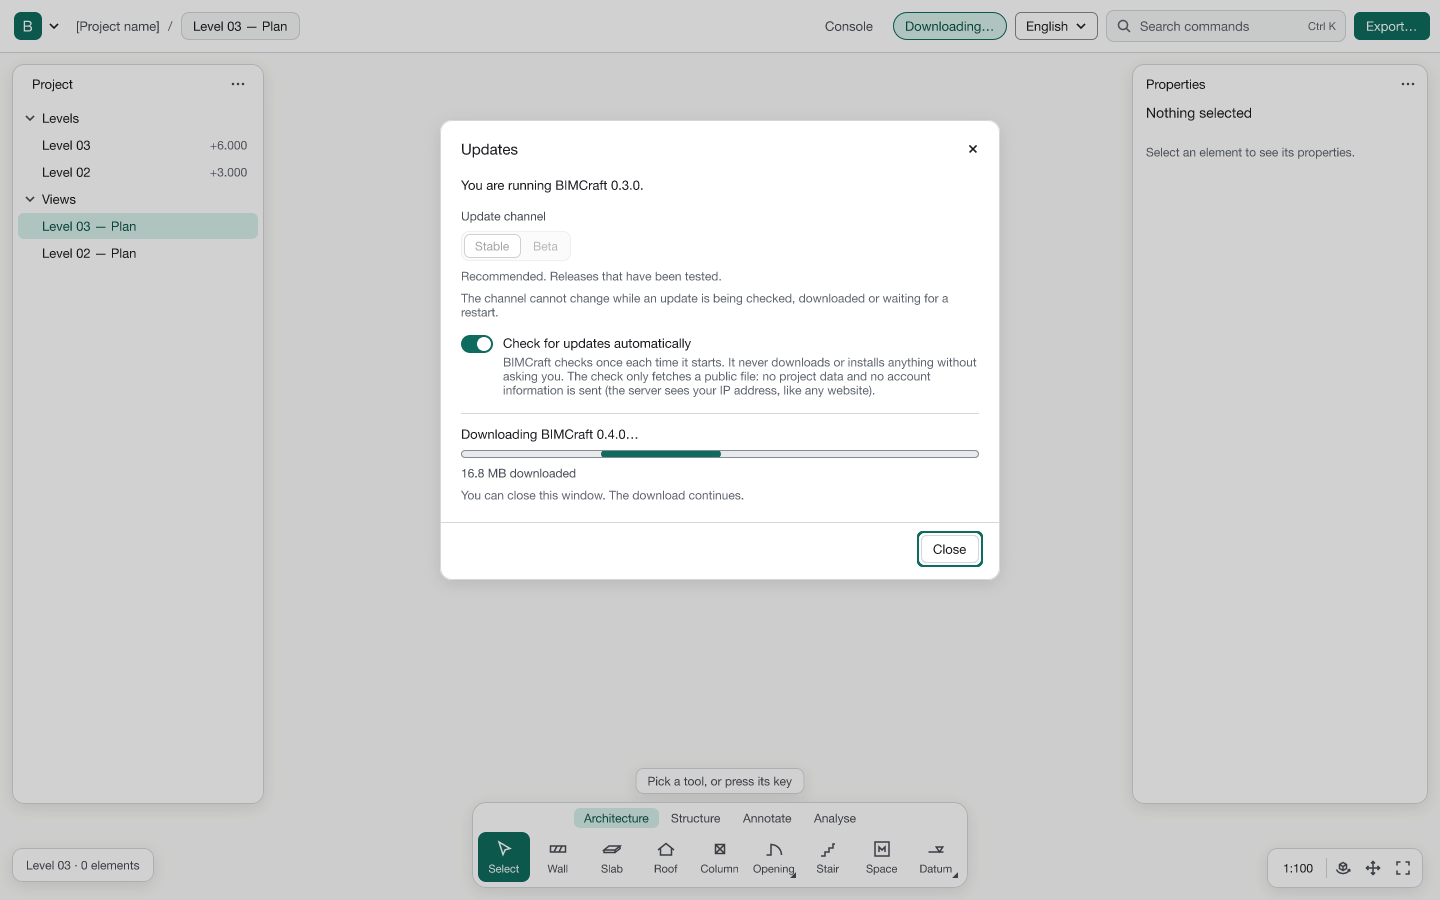 B
[Project name] / Level 03 — Plan
Console
Downloading…
English
Search commands
Ctrl K
Export…
Project
Levels
Level 03 +6.000
Level 02 +3.000
Views
Level 03 — Plan
Level 02 — Plan
Updates
You are running BIMCraft 0.3.0.
Update channel
Stable Beta
Recommended. Releases that have been tested.
The channel cannot change while an update is being checked, downloaded or waiting for a
restart.
Check for updates automatically
BIMCraft checks once each time it starts. It never downloads or installs anything without
asking you. The check only fetches a public file: no project data and no account
information is sent (the server sees your IP address, like any website).
Downloading BIMCraft 0.4.0…
16.8 MB downloaded
You can close this window. The download continues.
Close
Properties
Nothing selected
Select an element to see its properties.
Pick a tool, or press its key
Architecture Structure Annotate Analyse
Select Wall Slab Roof Column Opening Stair Space Datum
Level 03 · 0 elements
1:100